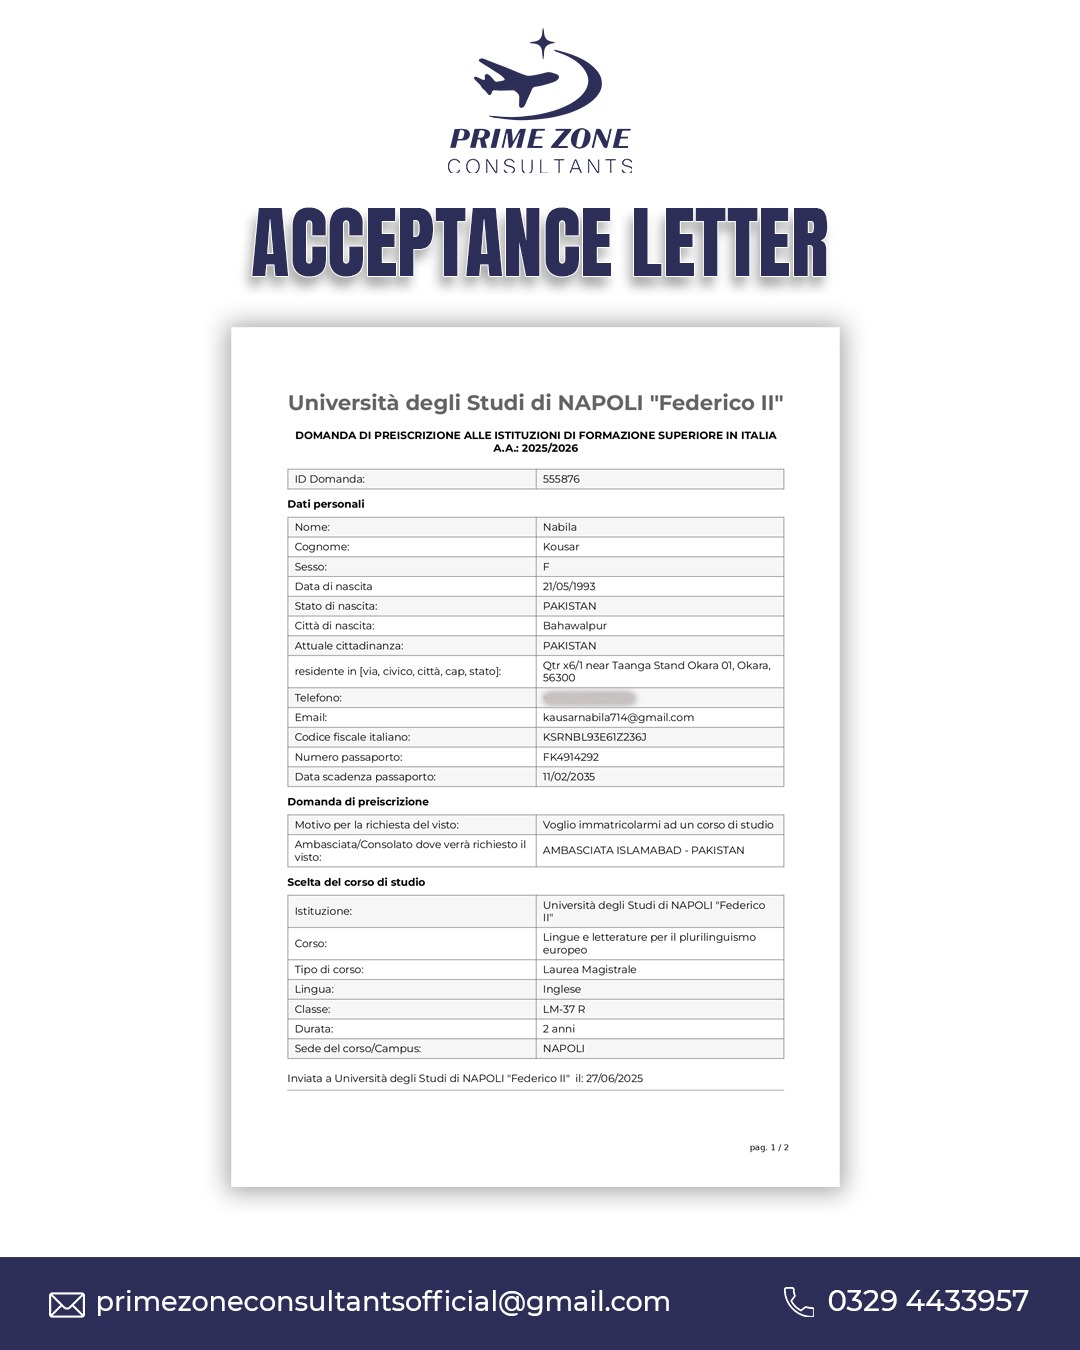 PRIME ZONE
CONSULTANTS
ACCEPTANCE LETTER
Università degli Studi di NAPOLI "Federico II"
DOMANDA DI PREISCRIZIONE ALLE ISTITUZIONI DI FORMAZIONE SUPERIORE IN ITALIA
A.A.: 2025/2026
ID Domanda: 555876
Dati personali
Nome: Nabila
Cognome: Kousar
Sesso: F
Data di nascita 21/05/1993
Stato di nascita: PAKISTAN
Città di nascita: Bahawalpur
Attuale cittadinanza: PAKISTAN
residente in [via, civico, città, cap, stato]: Qtr x6/1 near Taanga Stand Okara 01, Okara,
56300
Telefono:
Email: kausarnabila714@gmail.com
Codice fiscale italiano: KSRNBL93E61Z236J
Numero passaporto: FK4914292
Data scadenza passaporto: 11/02/2035
Domanda di preiscrizione
Motivo per la richiesta del visto: Voglio immatricolarmi ad un corso di studio
Ambasciata/Consolato dove verrà richiesto il
visto: AMBASCIATA ISLAMABAD - PAKISTAN
Scelta del corso di studio
Istituzione: Università degli Studi di NAPOLI "Federico
II"
Corso: Lingue e letterature per il plurilinguismo
europeo
Tipo di corso: Laurea Magistrale
Lingua: Inglese
Classe: LM-37 R
Durata: 2 anni
Sede del corso/Campus: NAPOLI
Inviata a Università degli Studi di NAPOLI "Federico II" il: 27/06/2025
pag. 1 / 2
primezoneconsultantsofficial@gmail.com
0329 4433957